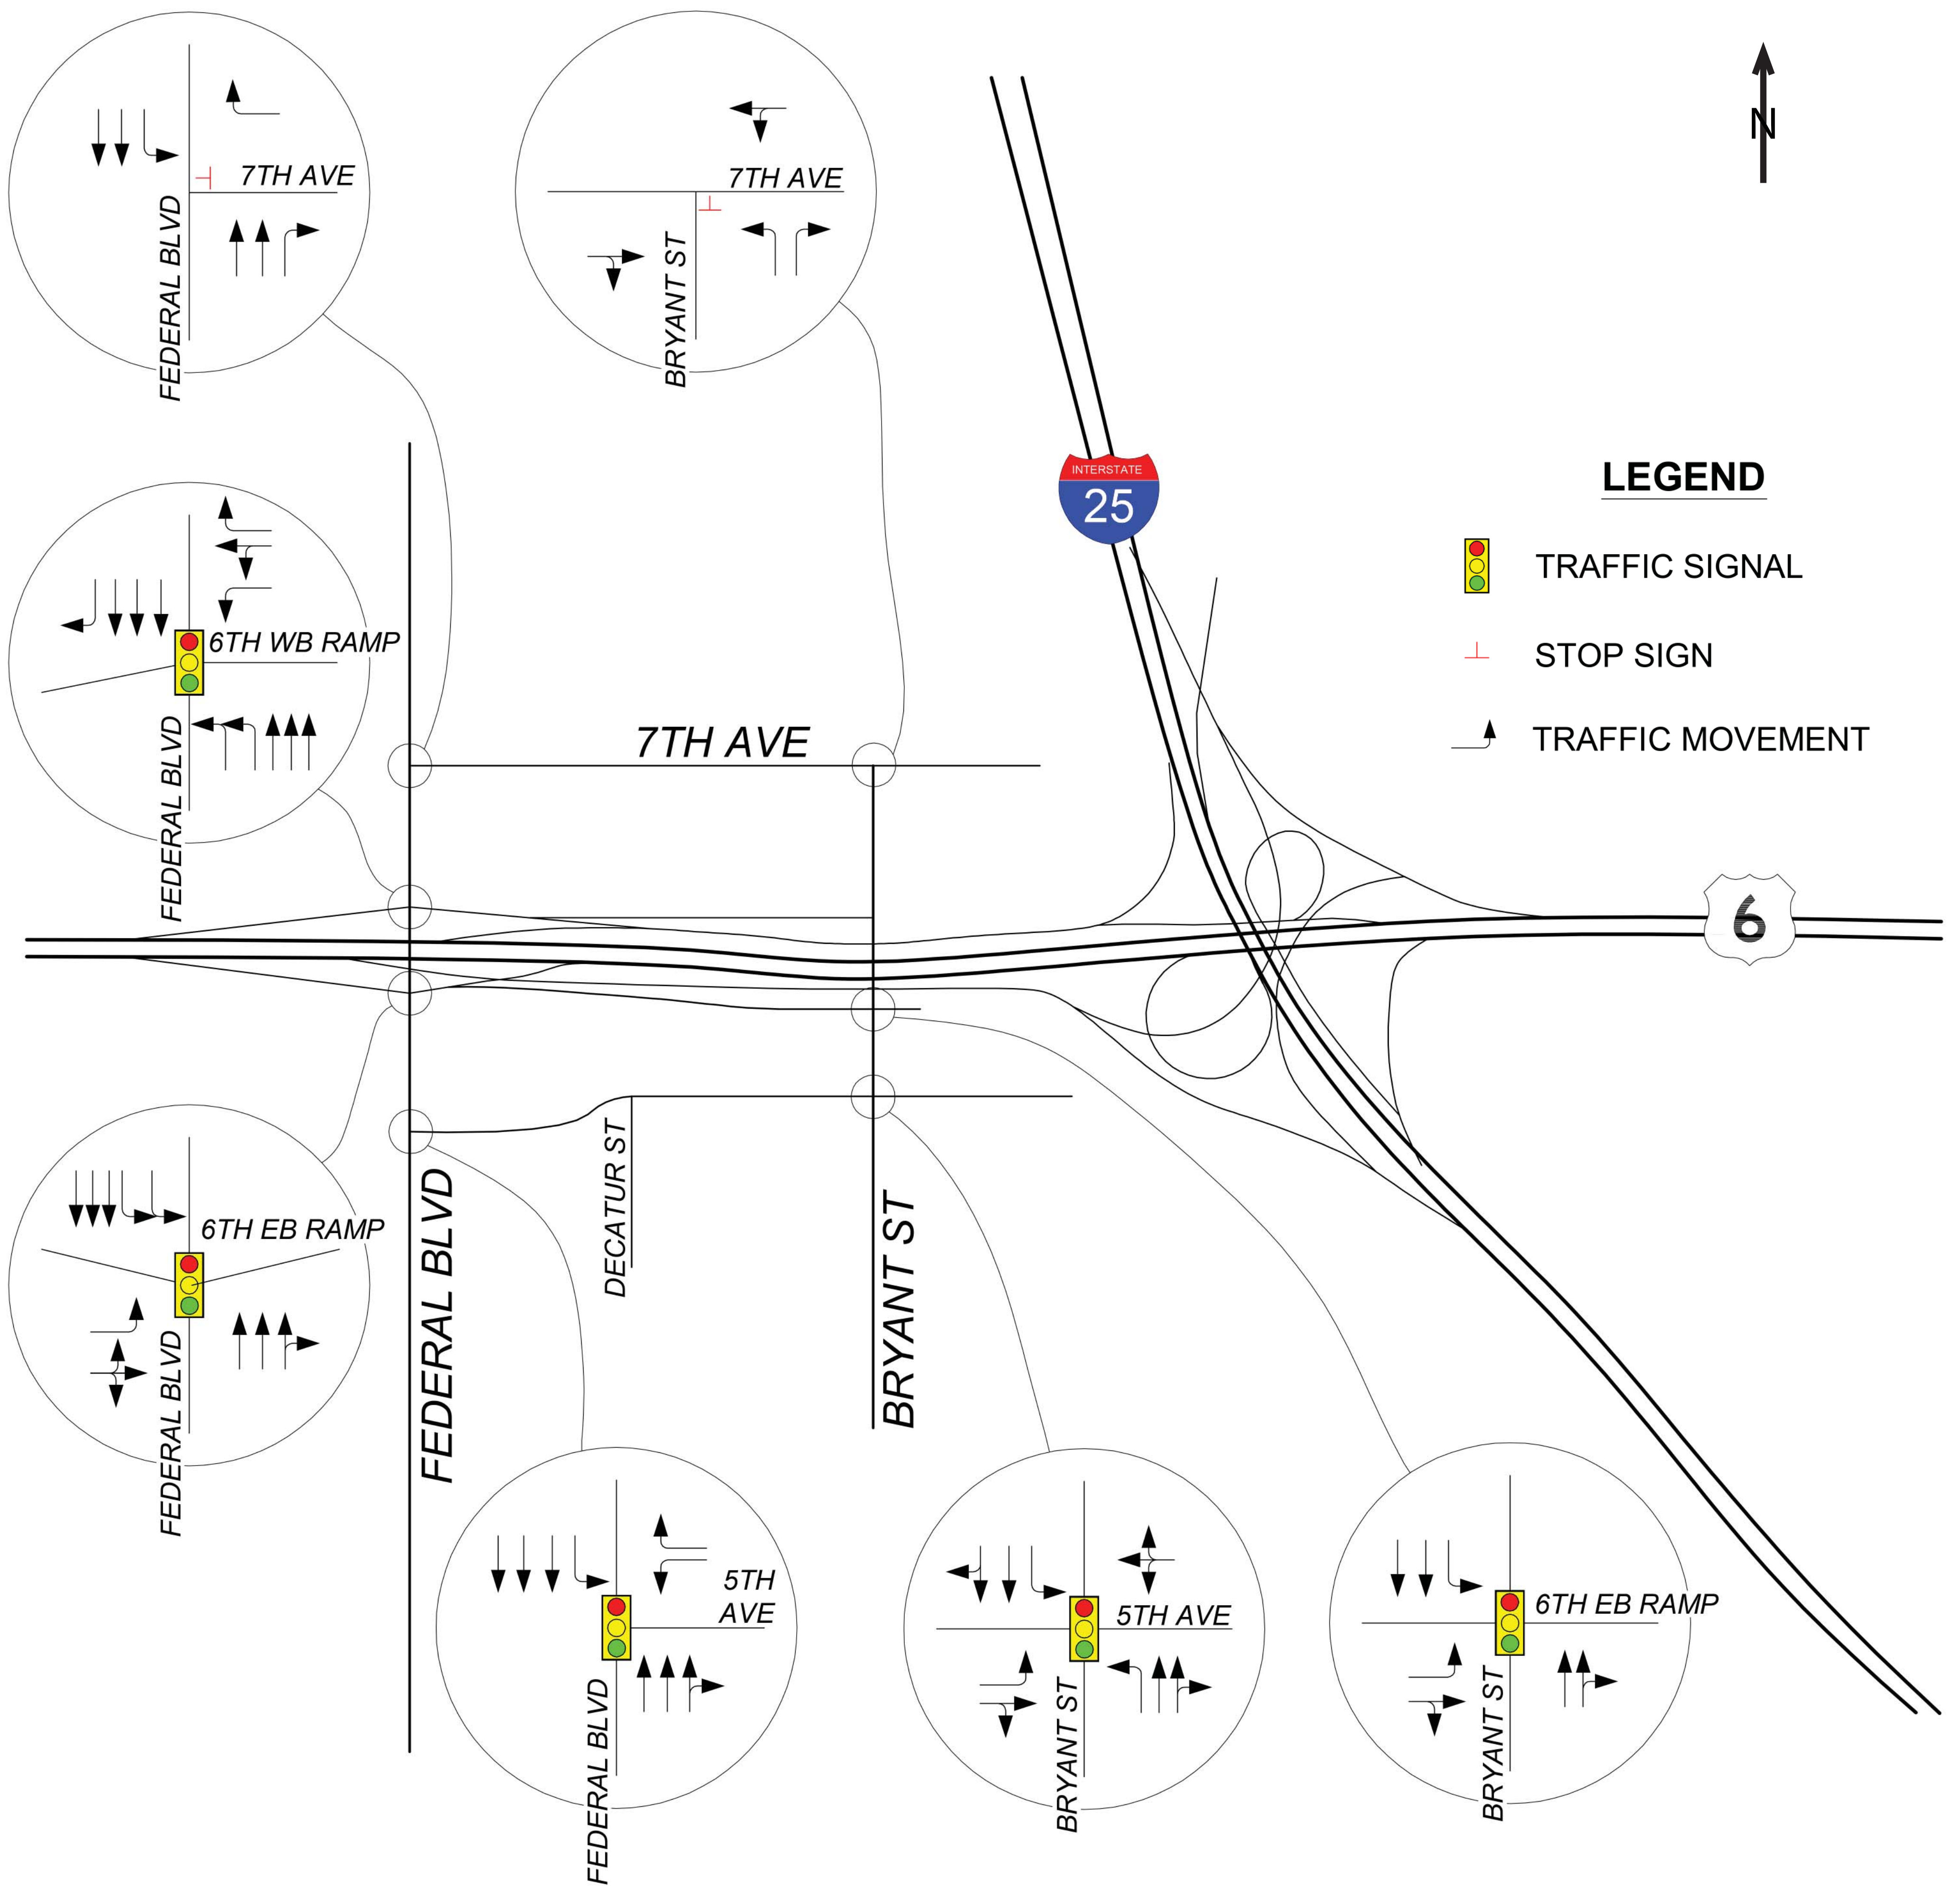 FEDERAL BLVD
7TH AVE
BRYANT ST
7TH AVE
N
INTERSTATE
25
LEGEND
TRAFFIC SIGNAL
STOP SIGN
TRAFFIC MOVEMENT
6TH WB RAMP
FEDERAL BLVD
7TH AVE
6
6TH EB RAMP
FEDERAL BLVD
FEDERAL BLVD
DECATUR ST
BRYANT ST
5TH
AVE
FEDERAL BLVD
5TH AVE
BRYANT ST
6TH EB RAMP
BRYANT ST